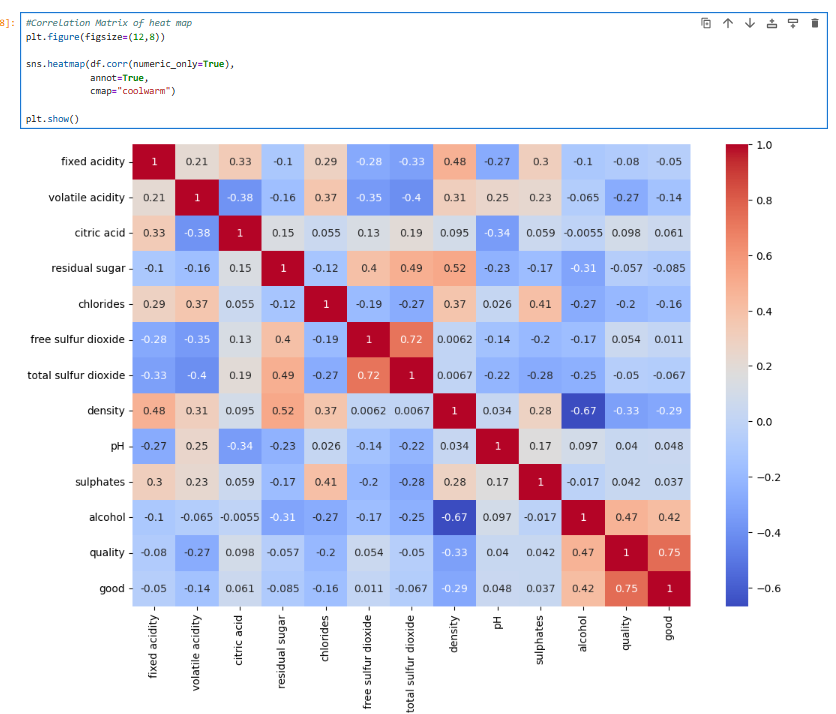 8]:
#Correlation Matrix of heat map
plt.figure(figsize=(12,8))
sns.heatmap(df.corr(numeric_only=True),
annot=True,
cmap="coolwarm")
plt.show()
fixed acidity 1 0.21 0.33 -0.1 0.29 -0.28 -0.33 0.48 -0.27 0.3 -0.1 -0.08 -0.05
volatile acidity 0.21 1 -0.38 -0.16 0.37 -0.35 -0.4 0.31 0.25 0.23 -0.065 -0.27 -0.14
citric acid 0.33 -0.38 1 0.15 0.055 0.13 0.19 0.095 -0.34 0.059 -0.0055 0.098 0.061
residual sugar -0.1 -0.16 0.15 1 -0.12 0.4 0.49 0.52 -0.23 -0.17 -0.31 -0.057 -0.085
chlorides 0.29 0.37 0.055 -0.12 1 -0.19 -0.27 0.37 0.026 0.41 -0.27 -0.2 -0.16
free sulfur dioxide -0.28 -0.35 0.13 0.4 -0.19 1 0.72 0.0062 -0.14 -0.2 -0.17 0.054 0.011
total sulfur dioxide -0.33 -0.4 0.19 0.49 -0.27 0.72 1 0.0067 -0.22 -0.28 -0.25 -0.05 -0.067
density 0.48 0.31 0.095 0.52 0.37 0.0062 0.0067 1 0.034 0.28 -0.67 -0.33 -0.29
pH -0.27 0.25 -0.34 -0.23 0.026 -0.14 -0.22 0.034 1 0.17 0.097 0.04 0.048
sulphates 0.3 0.23 0.059 -0.17 0.41 -0.2 -0.28 0.28 0.17 1 -0.017 0.042 0.037
alcohol -0.1 -0.065 -0.0055 -0.31 -0.27 -0.17 -0.25 -0.67 0.097 -0.017 1 0.47 0.42
quality -0.08 -0.27 0.098 -0.057 -0.2 0.054 -0.05 -0.33 0.04 0.042 0.47 1 0.75
good -0.05 -0.14 0.061 -0.085 -0.16 0.011 -0.067 -0.29 0.048 0.037 0.42 0.75 1
fixed acidity
volatile acidity
citric acid
residual sugar
chlorides
free sulfur dioxide
total sulfur dioxide
density
pH
sulphates
alcohol
quality
good
1.0
0.8
0.6
0.4
0.2
0.0
−0.2
−0.4
−0.6